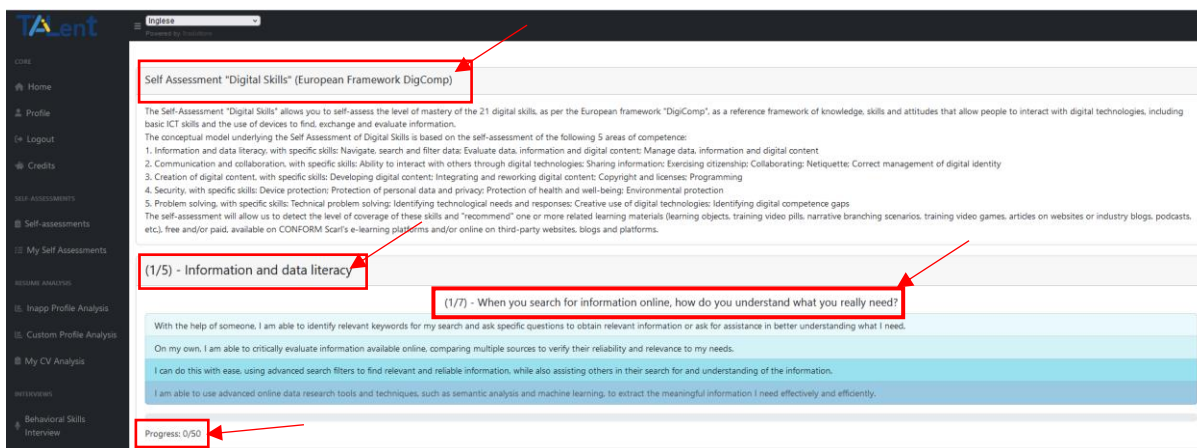 TALent
Inglese
Powered by Traduttore
CORE
Home
Profile
Logout
Credits
SELF-ASSESSMENTS
Self-assessments
My Self Assessments
RESUME ANALYSIS
Inapp Profile Analysis
Custom Profile Analysis
My CV Analysis
INTERVIEWS
Behavioral Skills
Interview
Self Assessment "Digital Skills" (European Framework DigComp)
The Self-Assessment "Digital Skills" allows you to self-assess the level of mastery of the 21 digital skills, as per the European framework "DigiComp", as a reference framework of knowledge, skills and attitudes that allow people to interact with digital technologies, including
basic ICT skills and the use of devices to find, exchange and evaluate information.
The conceptual model underlying the Self Assessment of Digital Skills is based on the self-assessment of the following 5 areas of competence:
1. Information and data literacy, with specific skills: Navigate, search and filter data; Evaluate data, information and digital content; Manage data, information and digital content
2. Communication and collaboration, with specific skills: Ability to interact with others through digital technologies; Sharing information; Exercising citizenship; Collaborating; Netiquette; Correct management of digital identity
3. Creation of digital content, with specific skills: Developing digital content; Integrating and reworking digital content; Copyright and licenses; Programming
4. Security, with specific skills: Device protection; Protection of personal data and privacy; Protection of health and well-being; Environmental protection
5. Problem solving, with specific skills: Technical problem solving; Identifying technological needs and responses; Creative use of digital technologies; Identifying digital competence gaps
The self-assessment will allow us to detect the level of coverage of these skills and "recommend" one or more related learning materials (learning objects, training video pills, narrative branching scenarios, training video games, articles on websites or industry blogs, podcasts,
etc.), free and/or paid, available on CONFORM Scarl's e-learning platforms and/or online on third-party websites, blogs and platforms.
(1/5) - Information and data literacy
(1/7) - When you search for information online, how do you understand what you really need?
With the help of someone, I am able to identify relevant keywords for my search and ask specific questions to obtain relevant information or ask for assistance in better understanding what I need.
On my own, I am able to critically evaluate information available online, comparing multiple sources to verify their reliability and relevance to my needs.
I can do this with ease, using advanced search filters to find relevant and reliable information, while also assisting others in their search for and understanding of the information.
I am able to use advanced online data research tools and techniques, such as semantic analysis and machine learning, to extract the meaningful information I need effectively and efficiently.
Progress: 0/50